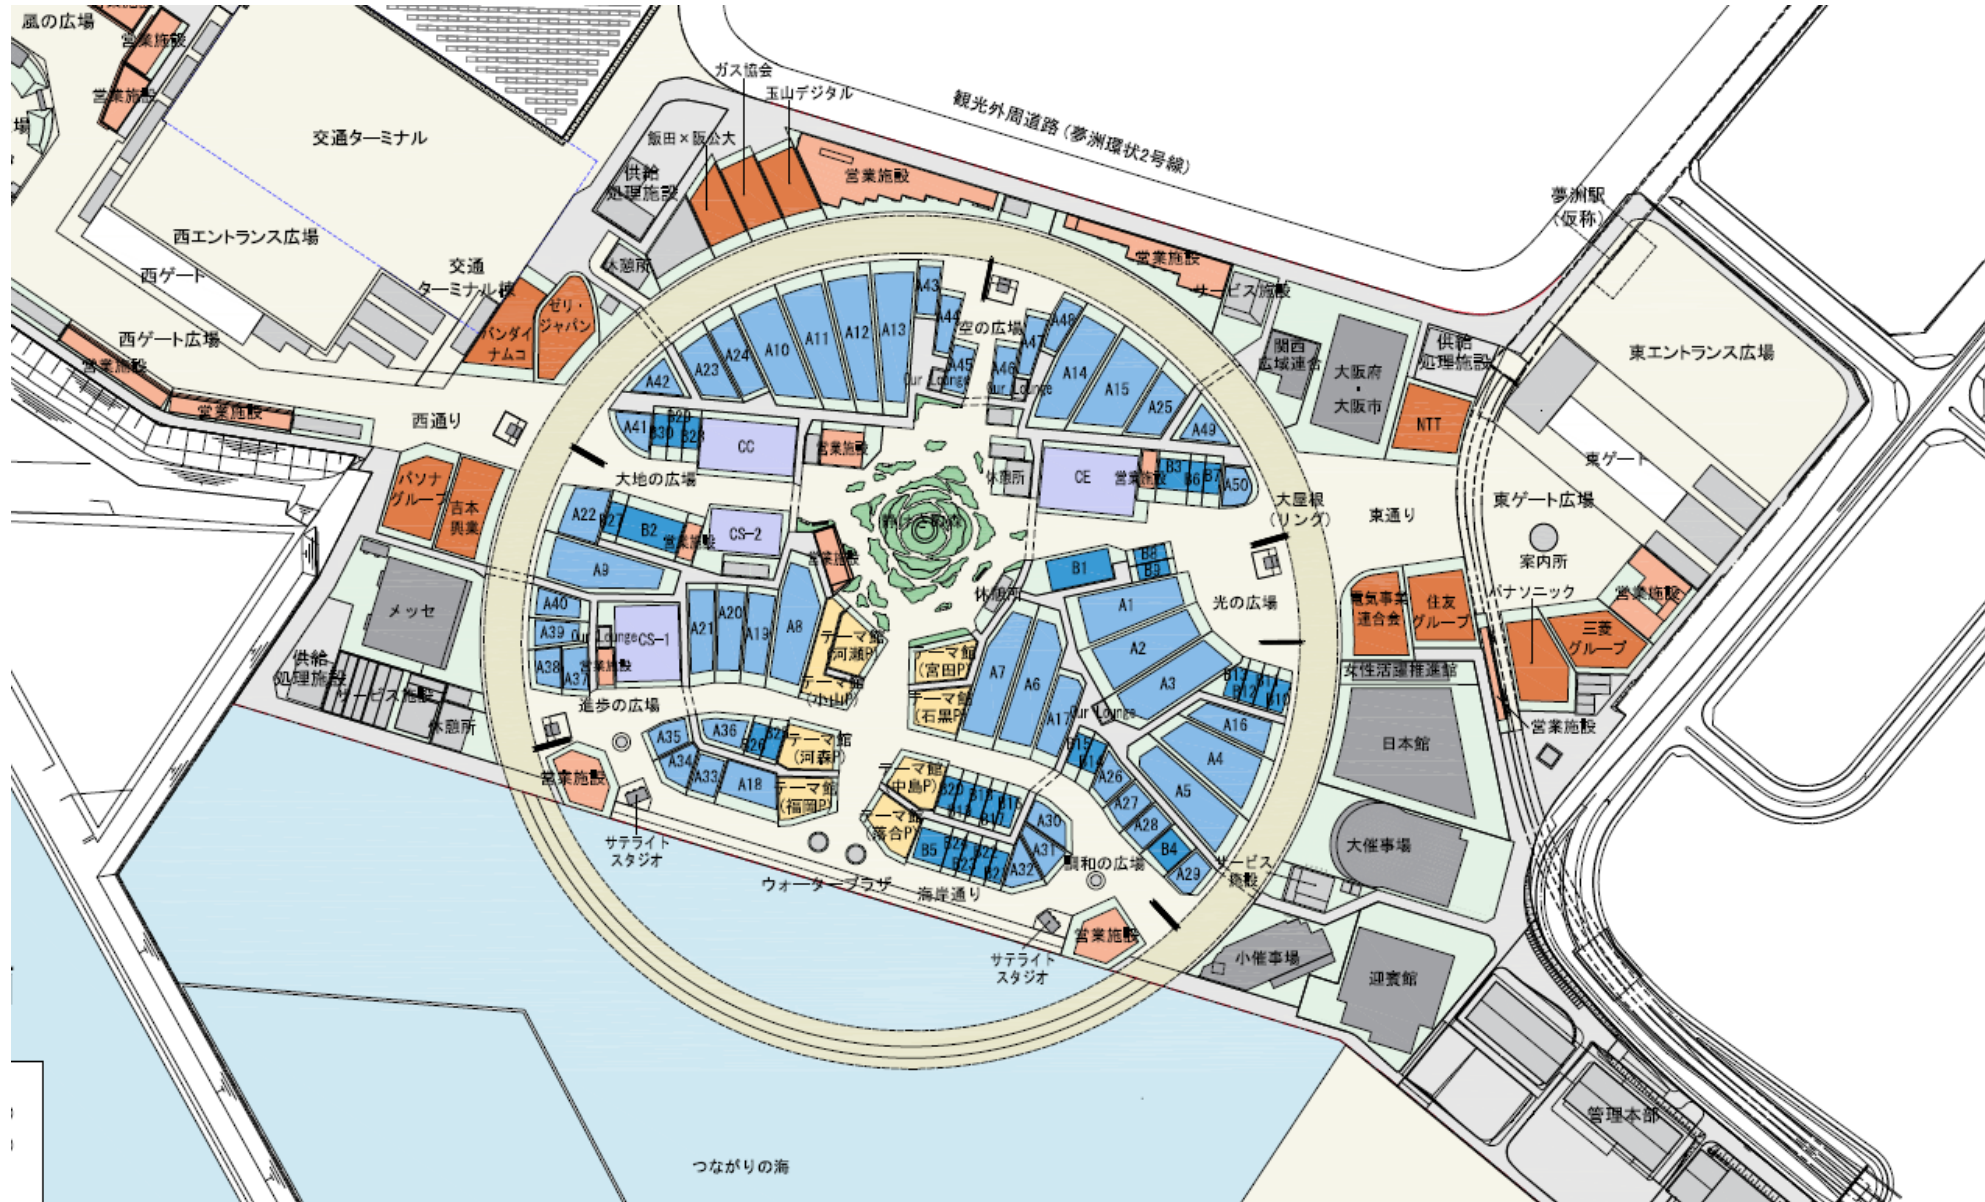 風の広場
営業施設
営業施設
場
交通ターミナル
西エントランス広場
西ゲート
交通
ターミナル棟
西ゲート広場
営業施設
営業施設
西通り
ガス協会
玉山デジタル
飯田×阪公大
供給
処理施設
休憩所
営業施設
観光外周道路(夢洲環状2号線)
営業施設
サービス施設
夢洲駅
(仮称)
バンダイ
ナムコ
ゼリ・
ジャパン
関西
広域連合
大阪府
・
大阪市
供給
処理施設
NTT
東エントランス広場
東ゲート
東ゲート広場
案内所
東通り
大屋根
(リング)
空の広場
A42
A23
A24
A10
A11
A12
A13
A43
A44
A45
Our Lounge
A46
Our Lounge
A47
A48
A14
A15
A25
A49
A41
B30
B29
B28
CC
営業施設
休憩所
CE
営業施設
B3
B6
B7
A50
大地の広場
A22
B27
B2
営業施設
CS-2
営業施設
パソナ
グループ
吉本
興業
A9
A40
A39
A38
A37
Our Lounge
CS-1
営業施設
A21
A20
A19
A8
テーマ館
(河瀬P)
テーマ館
(小山P)
テーマ館
(宮田P)
テーマ館
(石黒P)
休憩所
B1
B8
B9
A1
A2
A3
光の広場
A7
A6
A17
Our Lounge
B13
B12
B11
B10
A16
A4
A5
メッセ
供給
処理施設
サービス施設
休憩所
進歩の広場
A35
A34
A33
A36
B26
A18
テーマ館
(河森P)
テーマ館
(福岡P)
テーマ館
(中島P)
テーマ館
(落合P)
B20
B19
B18
B17
B16
B5
B24
B23
B22
B21
A30
A31
A32
B15
B14
A26
A27
A28
B4
A29
調和の広場
営業施設
サテライト
スタジオ
ウォータープラザ
海岸通り
サテライト
スタジオ
営業施設
サービス
施設
電気事業
連合会
住友
グループ
パナソニック
三菱
グループ
営業施設
女性活躍推進館
営業施設
日本館
大催事場
小催事場
迎賓館
管理本部
つながりの海